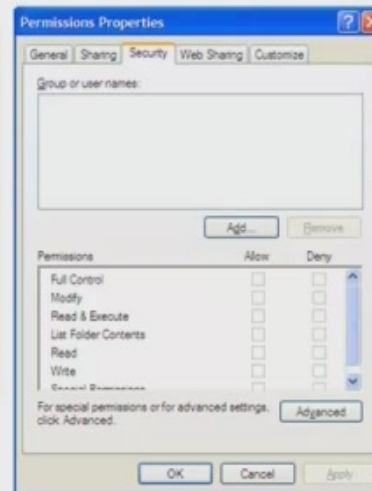 Permissions Properties
General Sharing Security Web Sharing Customize
Group or user names:
Add... Remove
Permissions Allow Deny
Full Control
Modify
Read & Execute
List Folder Contents
Read
Write
Special Permissions
For special permissions or for advanced settings,
click Advanced.
Advanced
OK Cancel Apply